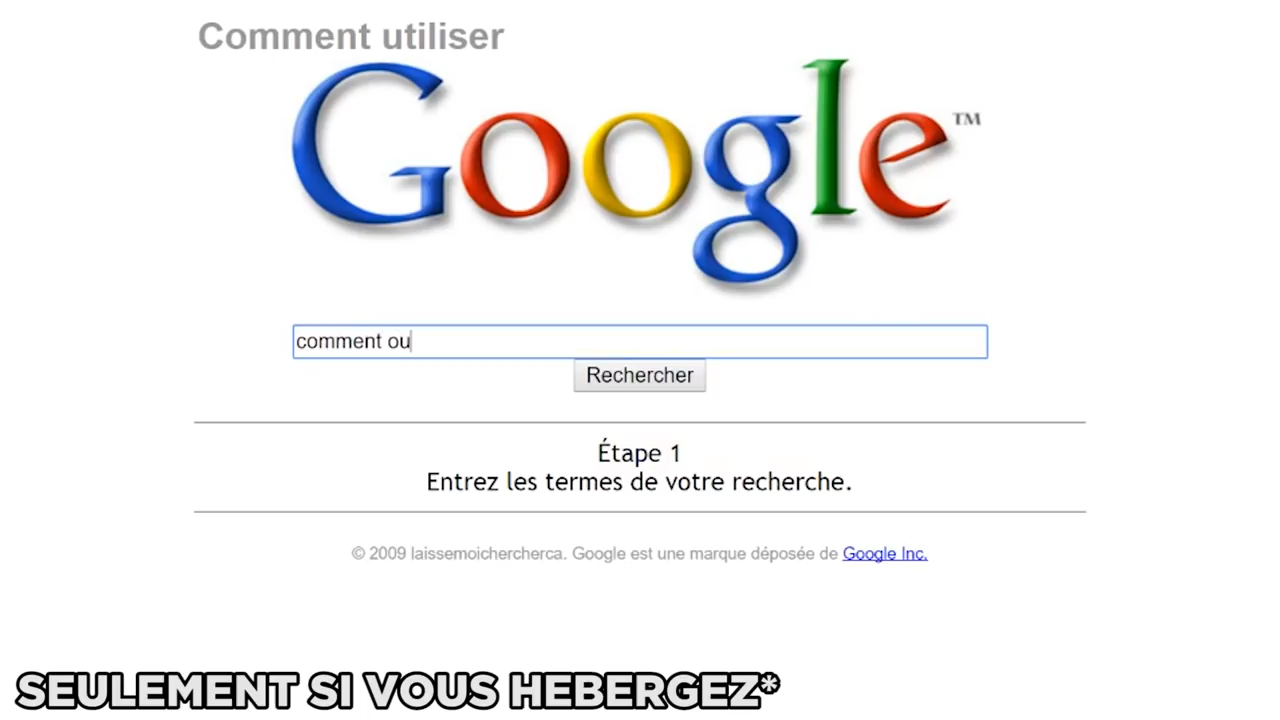 Comment utiliser
Google™
comment ou
Rechercher
Étape 1
Entrez les termes de votre recherche.
© 2009 laissemoichercherca. Google est une marque déposée de Google Inc.
SEULEMENT SI VOUS HEBERGEZ*